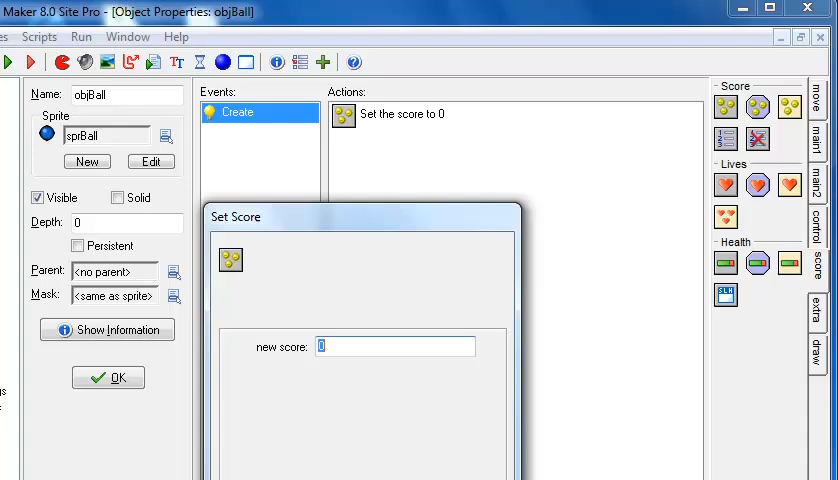 Maker 8.0 Site Pro - [Object Properties: objBall]
es Scripts Run Window Help
Name: objBall
Sprite
sprBall
New Edit
Visible Solid
Depth: 0
Persistent
Parent: <no parent>
Mask: <same as sprite>
Show Information
OK
Events:
Create
Actions:
Set the score to 0
Set Score
new score: 0
Score
Lives
Health
move
main1
main2
control
score
extra
draw